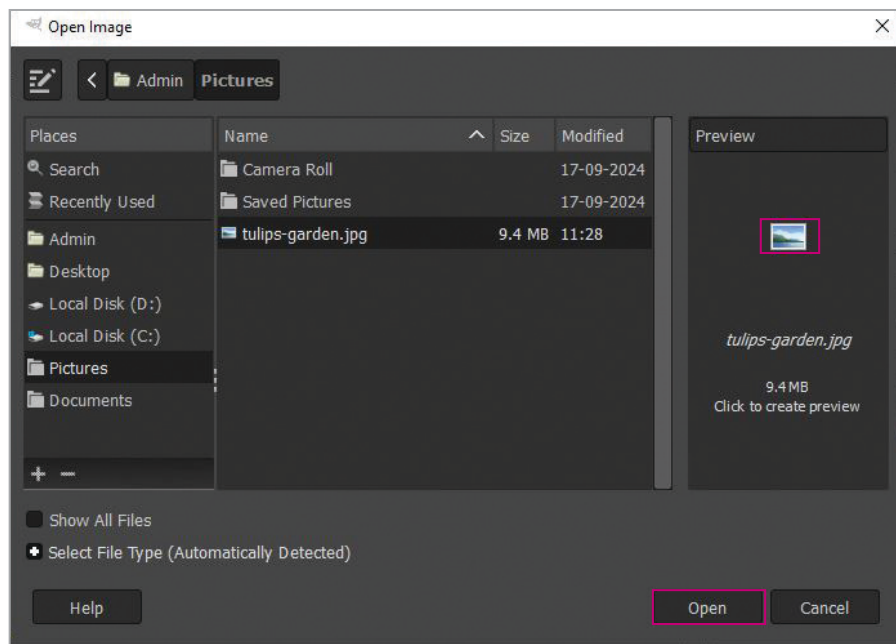 Open Image
Admin Pictures
Places
Search
Recently Used
Admin
Desktop
Local Disk (D:)
Local Disk (C:)
Pictures
Documents
Name Size Modified
Camera Roll 17-09-2024
Saved Pictures 17-09-2024
tulips-garden.jpg 9.4 MB 11:28
Preview
tulips-garden.jpg
9.4 MB
Click to create preview
Show All Files
Select File Type (Automatically Detected)
Help Open Cancel